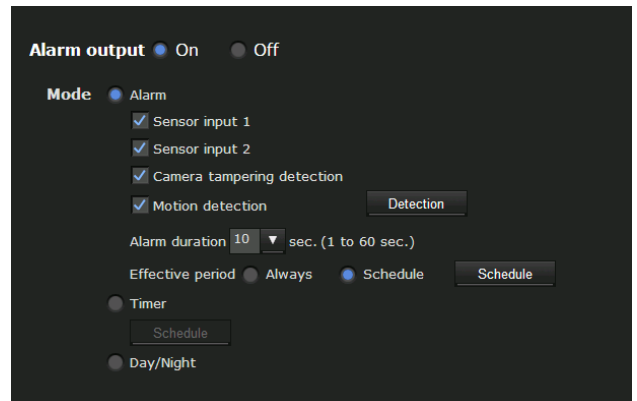 Alarm output On Off
Mode Alarm
Sensor input 1
Sensor input 2
Camera tampering detection
Motion detection Detection
Alarm duration 10 sec. (1 to 60 sec.)
Effective period Always Schedule Schedule
Timer
Schedule
Day/Night